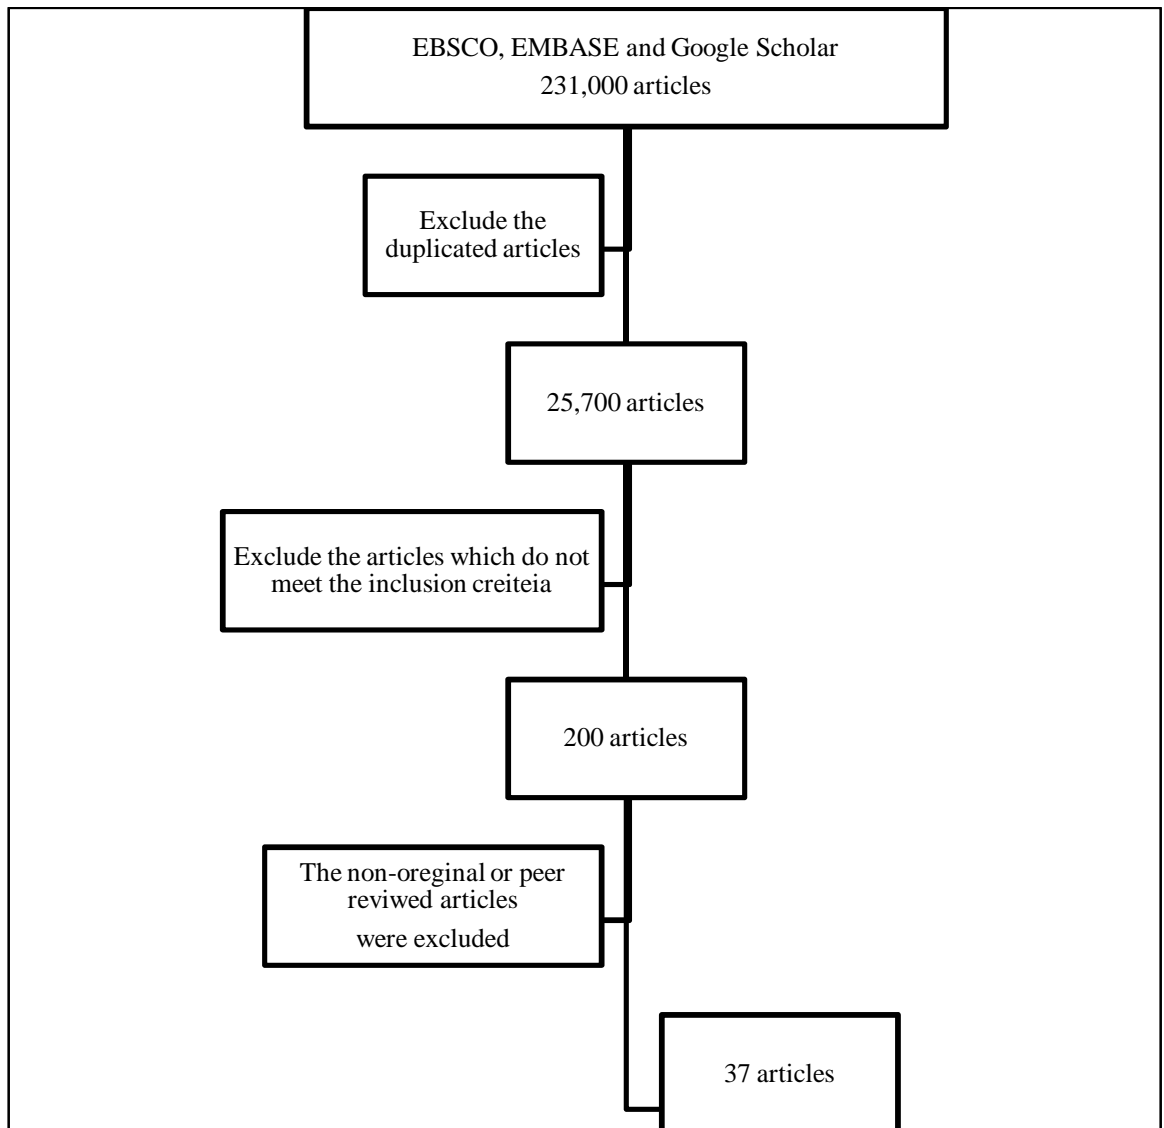 EBSCO, EMBASE and Google Scholar
231,000 articles
Exclude the
duplicated articles
25,700 articles
Exclude the articles which do not
meet the inclusion creiteia
200 articles
The non-oreginal or peer
reviwed articles
were excluded
37 articles